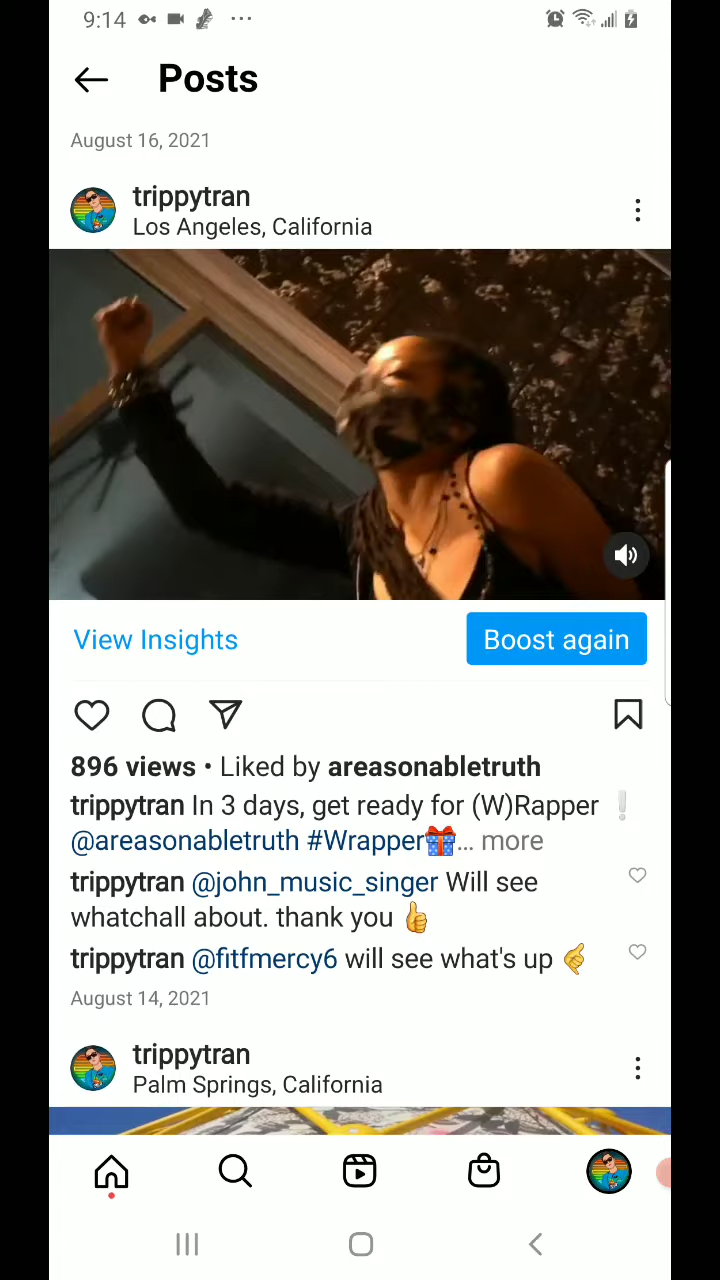 9:14
Posts
August 16, 2021
trippytran
Los Angeles, California
View Insights
Boost again
896 views • Liked by areasonabletruth
trippytran In 3 days, get ready for (W)Rapper❕
@areasonabletruth #Wrapper🎁... more
trippytran @john_music_singer Will see
whatchall about. thank you 👍
trippytran @fitfmercy6 will see what's up 🤙
August 14, 2021
trippytran
Palm Springs, California